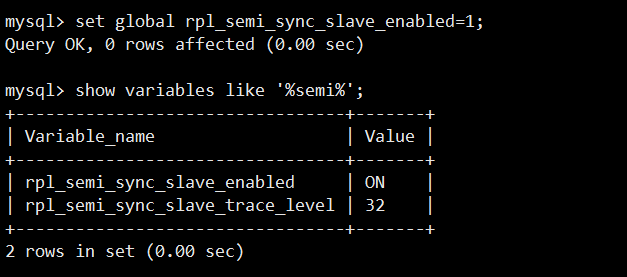 mysql> set global rpl_semi_sync_slave_enabled=1;
Query OK, 0 rows affected (0.00 sec)
mysql> show variables like '%semi%';
+---------------------------------+-------+
| Variable_name                   | Value |
+---------------------------------+-------+
| rpl_semi_sync_slave_enabled     | ON    |
| rpl_semi_sync_slave_trace_level | 32    |
+---------------------------------+-------+
2 rows in set (0.00 sec)